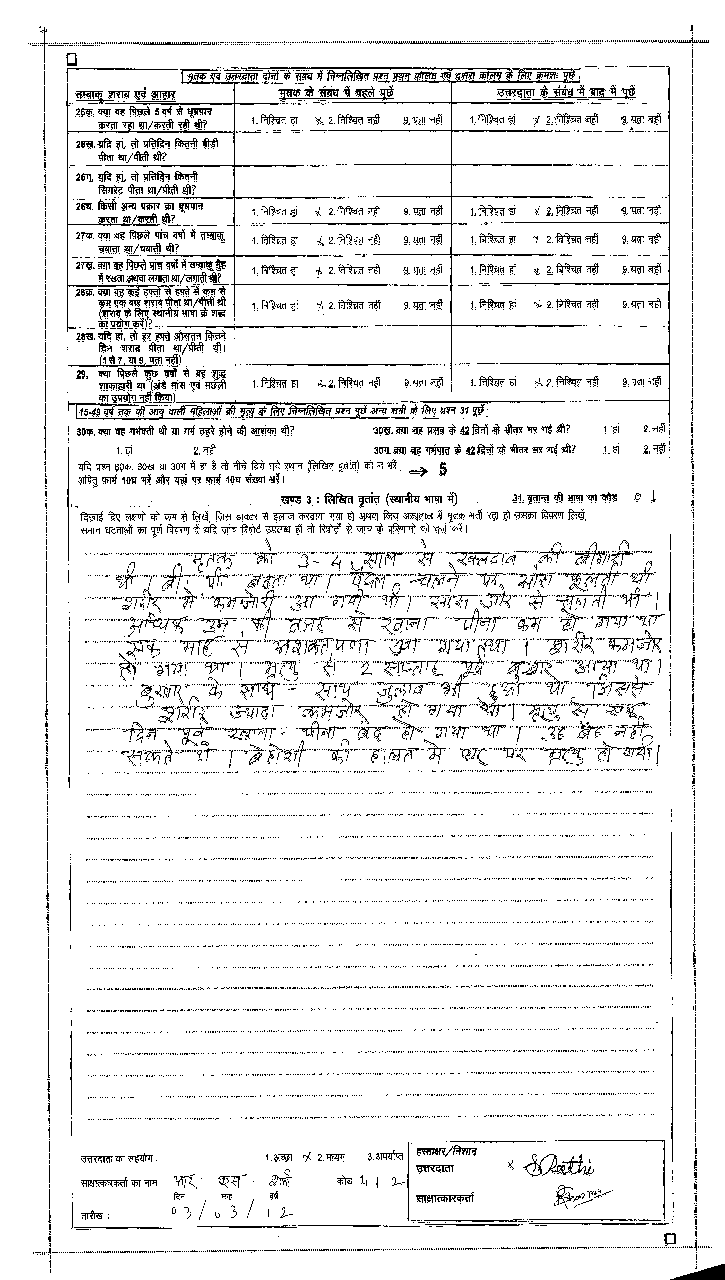 मृतक एवं उत्तरदाता दोनों के संबंध में निम्नलिखित प्रश्न प्रथम कॉलम एवं दूसरा कॉलम के लिए क्रमशः पूछें
तम्बाकू शराब एवं आहार मृतक के संबंध में पहले पूछें उत्तरदाता के संबंध में बाद में पूछें
26क. क्या वह पिछले 5 वर्ष से धूम्रपान
करता रहा था/करती रही थी? 1. निश्चित हां x 2. निश्चित नहीं 9. पता नहीं 1. निश्चित हां x 2. निश्चित नहीं 9. पता नहीं
26ख. यदि हां, तो प्रतिदिन कितनी बीड़ी
पीता था/पीती थी?
26ग. यदि हां, तो प्रतिदिन कितनी
सिगरेट पीता था/पीती थी?
26घ. किसी अन्य प्रकार का धूम्रपान
करता था/करती थी? 1. निश्चित हां x 2. निश्चित नहीं 9. पता नहीं 1. निश्चित हां x 2. निश्चित नहीं 9. पता नहीं
27क. क्या वह पिछले पांच वर्षों में तम्बाकू
चबाता था/चबाती थी? 1. निश्चित हां x 2. निश्चित नहीं 9. पता नहीं 1. निश्चित हां x 2. निश्चित नहीं 9. पता नहीं
27ख. क्या वह पिछले पांच वर्षों में तम्बाकू मुँह
में रखता अथवा लगाता था/लगाती थी? 1. निश्चित हां x 2. निश्चित नहीं 9. पता नहीं 1. निश्चित हां x 2. निश्चित नहीं 9. पता नहीं
28क. क्या वह कई हफ्तों से हफ्ते में कम से
कम एक बार शराब पीता था/पीती थी
(शराब के लिए स्थानीय भाषा के शब्द
का प्रयोग करें)? 1. निश्चित हां x 2. निश्चित नहीं 9. पता नहीं 1. निश्चित हां x 2. निश्चित नहीं 9. पता नहीं
28ख. यदि हां, तो हर हफ्ते औसतन कितने
दिन शराब पीता था/पीती थी।
(1 से 7, या 9, पता नहीं)
29. क्या पिछले कुछ वर्षों से वह शुद्ध
शाकाहारी था (अंडे मांस एवं मछली
का उपयोग नहीं किया) 1. निश्चित हां x 2. निश्चित नहीं 9. पता नहीं 1. निश्चित हां x 2. निश्चित नहीं 9. पता नहीं
15-49 वर्ष तक की आयु वाली महिलाओं की मृत्यु के लिए निम्नलिखित प्रश्न पूछें अन्य सभी के लिए प्रश्न 31 पूछें
30क. क्या वह गर्भवती थी या गर्भ ठहरे होने की आशंका थी? 30ख. क्या वह प्रसव के 42 दिनों के भीतर मर गई थी? 1. हां 2. नहीं
1. हां 2. नहीं 30ग. क्या वह गर्भपात के 42 दिनों के भीतर मर गई थी? 1. हां 2. नहीं
यदि प्रश्न 30क, 30ख या 30ग में हां है तो नीचे दिये गये स्थान (लिखित वृतांत) को न भरें → 5
अपितु फार्म 10प्र भरें और यहां पर फार्म 10प्र संख्या भरें।
खण्ड 3 : लिखित वृतांत (स्थानीय भाषा में) 31. वृतान्त की भाषा का कोड 0 1
दिखाई दिए लक्षणों को क्रम से लिखें, जिस डाक्टर से इलाज करवाया गया हो अथवा किस अस्पताल में मृतक भर्ती रहा हो उसका विवरण लिखें,
समान घटनाओं का पूर्ण विवरण दें यदि जांच रिपोर्ट उपलब्ध हो तो रिपोर्ट के जांच के परिणामों को दर्ज करें।
मृतक को 3-4 साल से रक्तदाब की बीमारी
थी। बी. पी बढ़ता था। पैदल चलने पर सांस फूलती थी
शरीर में कमजोरी आ गयी थी। सांस जोर से चलती थी।
अत्यधिक उम्र की वजह से खाना पीना कम हो गया था
एक माह से अशक्तपणा आ गया था। शरीर कमजोर
हो गया था। मृत्यु से 2 सप्ताह पूर्व बुखार आया था।
बुखार के साथ - साथ जुलाब भी हुआ था। जिससे
शरीर ज्यादा कमजोर हो गया था। मृत्यु से
दिन पूर्व खाना - पीना बंद हो गया था। उठ बैठ नहीं
सकते थे। बेहोशी की हालत में घर पर मृत्यु हो गयी।
उत्तरदाता का सहयोग : 1. अच्छा x 2. मध्यम 3. अपर्याप्त
साक्षात्कारकर्ता का नाम आर. एस. कोड 4 1 2
दिन माह वर्ष
तारीख : 03/03/12
हस्ताक्षर/निशान
उत्तरदाता x
साक्षात्कारकर्ता